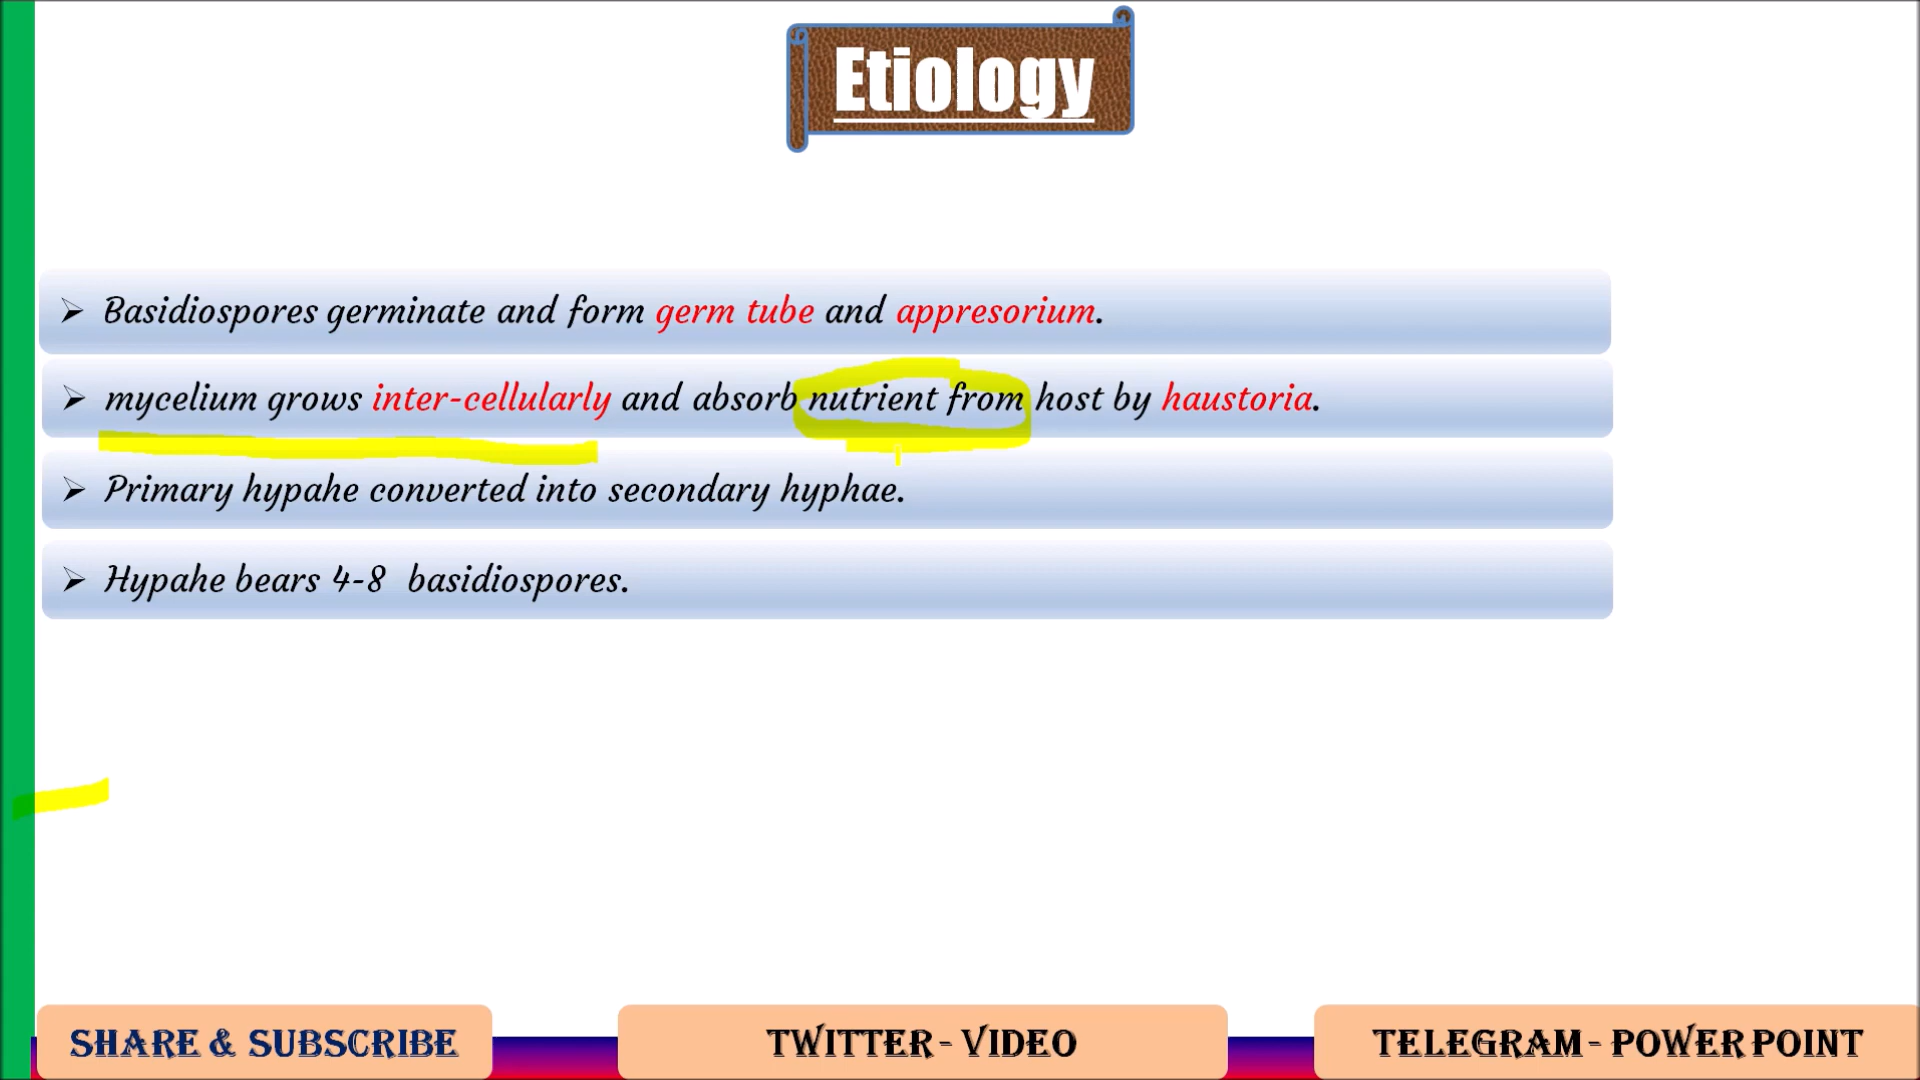 Etiology
➢ Basidiospores germinate and form germ tube and appresorium.
➢ mycelium grows inter-cellularly and absorb nutrient from host by haustoria.
➢ Primary hypahe converted into secondary hyphae.
➢ Hypahe bears 4-8 basidiospores.
SHARE & SUBSCRIBE
TWITTER - VIDEO
TELEGRAM - POWER POINT